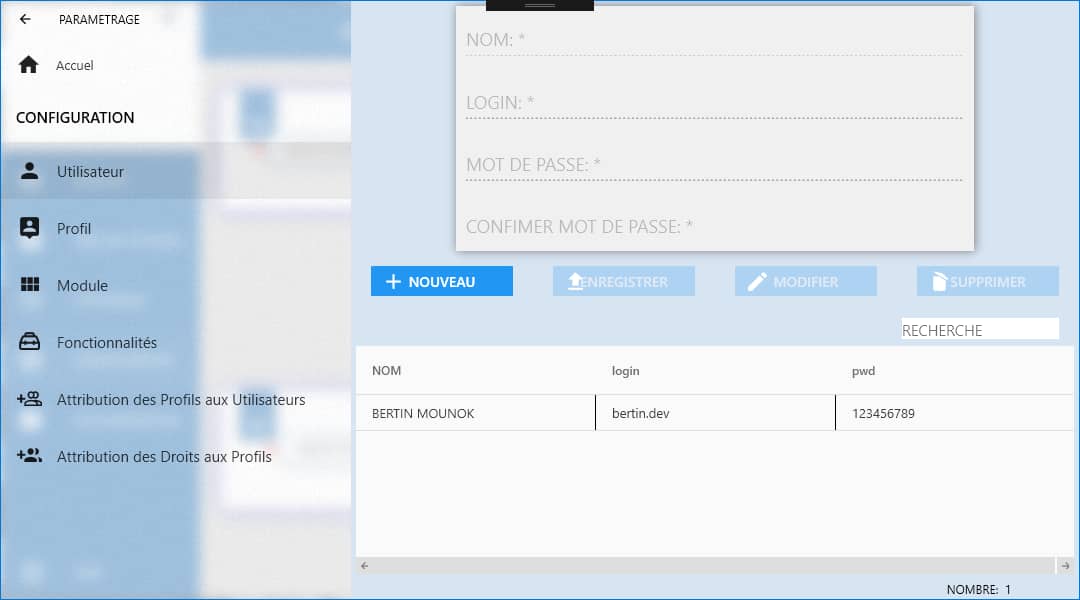 PARAMETRAGE
Accueil
CONFIGURATION
Utilisateur
Profil
Module
Fonctionnalités
Attribution des Profils aux Utilisateurs
Attribution des Droits aux Profils
NOM: *
LOGIN: *
MOT DE PASSE: *
CONFIMER MOT DE PASSE: *
NOUVEAU ENREGISTRER MODIFIER SUPPRIMER
RECHERCHE
NOM login pwd
BERTIN MOUNOK bertin.dev 123456789
NOMBRE: 1